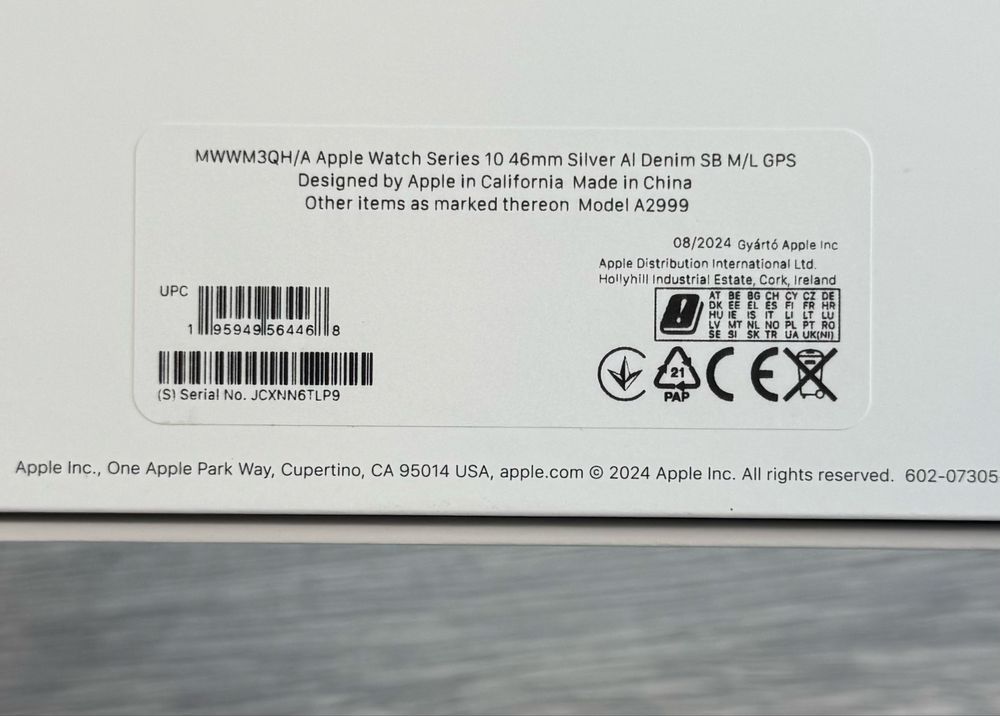 MWWM3QH/A Apple Watch Series 10 46mm Silver Al Denim SB M/L GPS
Designed by Apple in California Made in China
Other items as marked thereon Model A2999
08/2024 Gyártó Apple Inc
Apple Distribution International Ltd.
Hollyhill Industrial Estate, Cork, Ireland
AT BE BG CH CY CZ DE
DK EE EL ES FI FR HR
HU IE IS IT LI LT LU
LV MT NL NO PL PT RO
SE SI SK TR UA UK(NI)
UPC
1 95949 56446 8
21
PAP
CE
(S) Serial No. JCXNN6TLP9
Apple Inc., One Apple Park Way, Cupertino, CA 95014 USA, apple.com © 2024 Apple Inc. All rights reserved. 602-07305